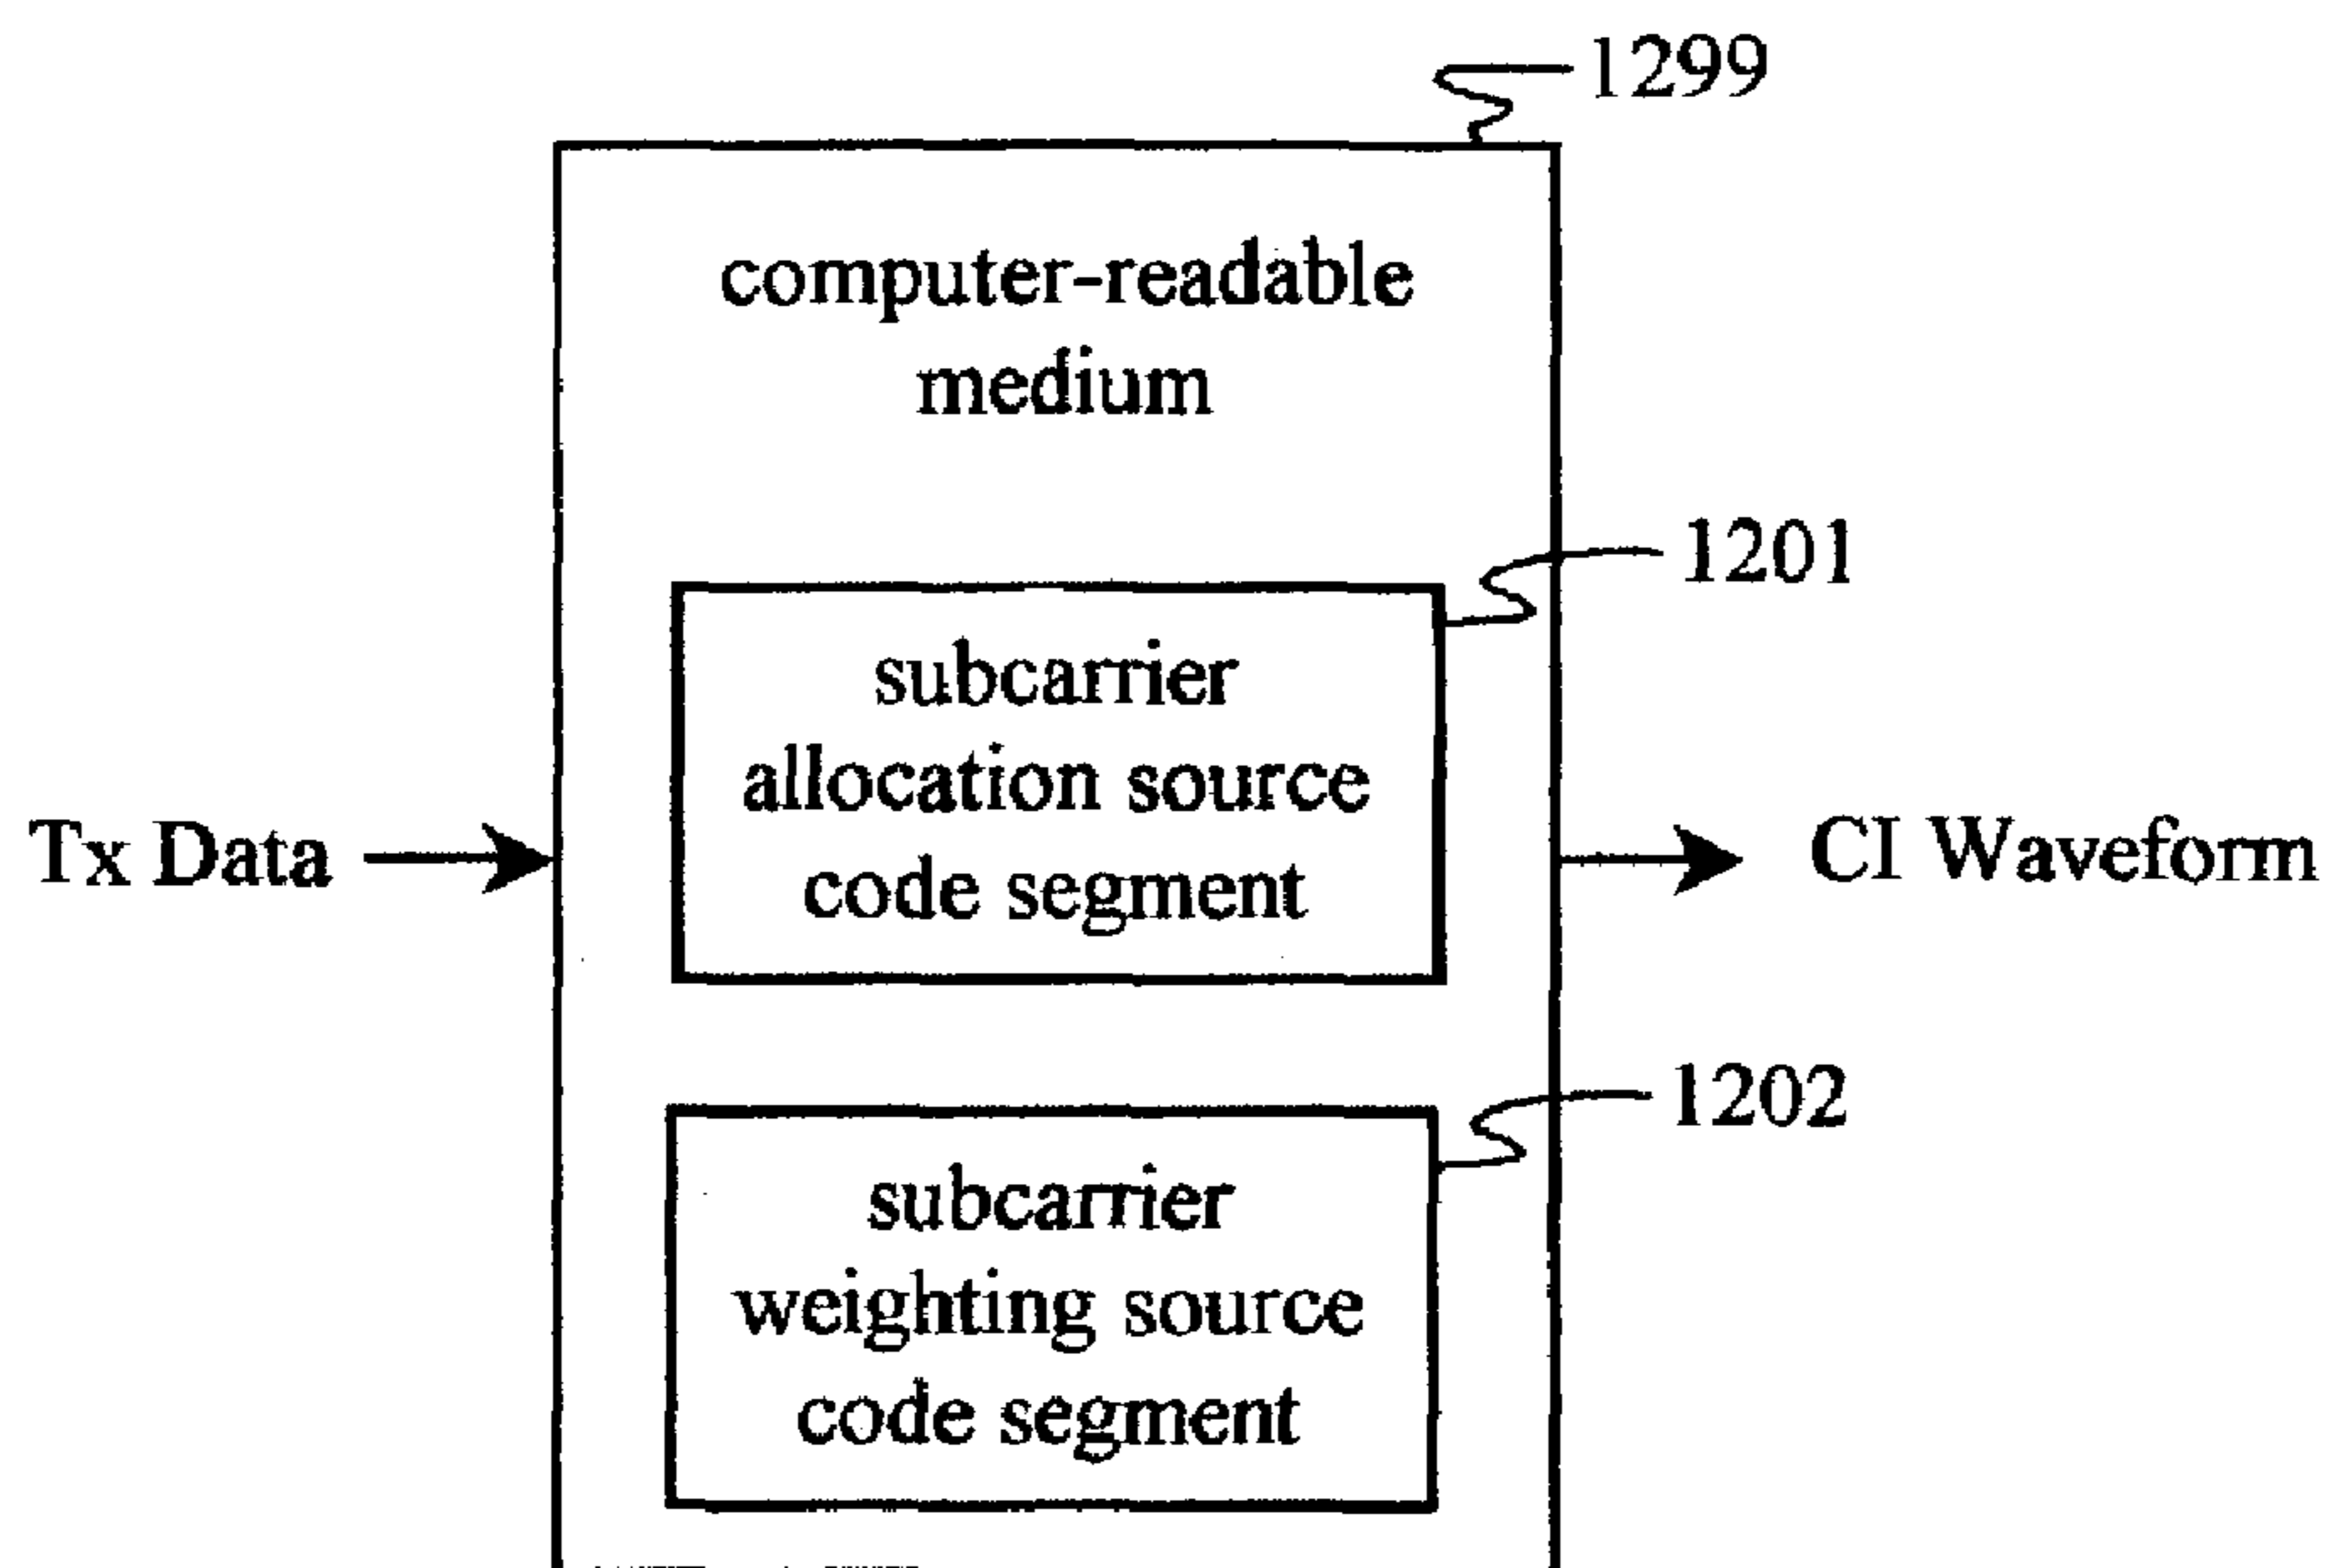 1299
computer-readable
medium
1201
subcarrier
allocation source
code segment
Tx Data
CI Waveform
1202
subcarrier
weighting source
code segment